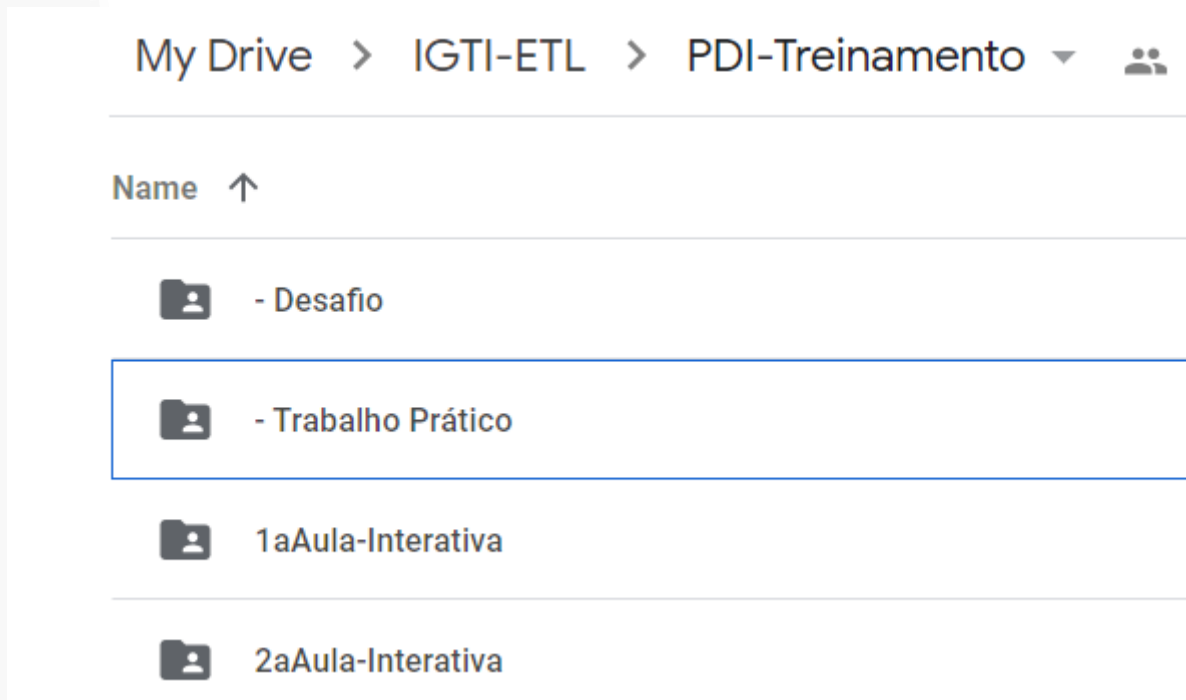 My Drive > IGTI-ETL > PDI-Treinamento
Name
- Desafio
- Trabalho Prático
1aAula-Interativa
2aAula-Interativa